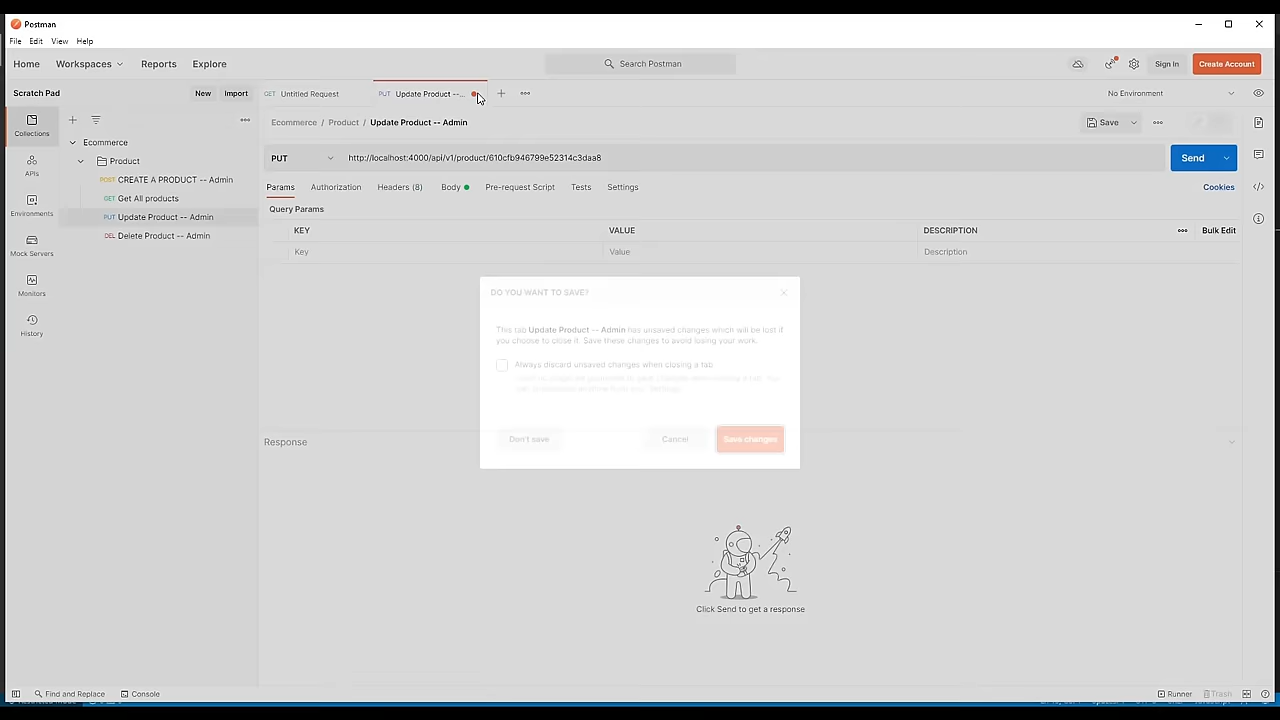 Postman
File Edit View Help
Home Workspaces Reports Explore Search Postman Sign In Create Account
Scratch Pad New Import GET Untitled Request PUT Update Product --... No Environment
Ecommerce / Product / Update Product -- Admin Save
Collections
Ecommerce
Product
POST CREATE A PRODUCT -- Admin
GET Get All products
PUT Update Product -- Admin
DEL Delete Product -- Admin
APIs
Environments
Mock Servers
Monitors
History
PUT http://localhost:4000/api/v1/product/610cfb946799e52314c3daa8 Send
Params Authorization Headers (8) Body Pre-request Script Tests Settings Cookies
Query Params
KEY VALUE DESCRIPTION Bulk Edit
Key Value Description
DO YOU WANT TO SAVE?
This tab Update Product -- Admin has unsaved changes which will be lost if
you choose to close it. Save these changes to avoid losing your work.
Always discard unsaved changes when closing a tab
Don't save Cancel Save changes
Response
Click Send to get a response
Find and Replace Console Runner Trash